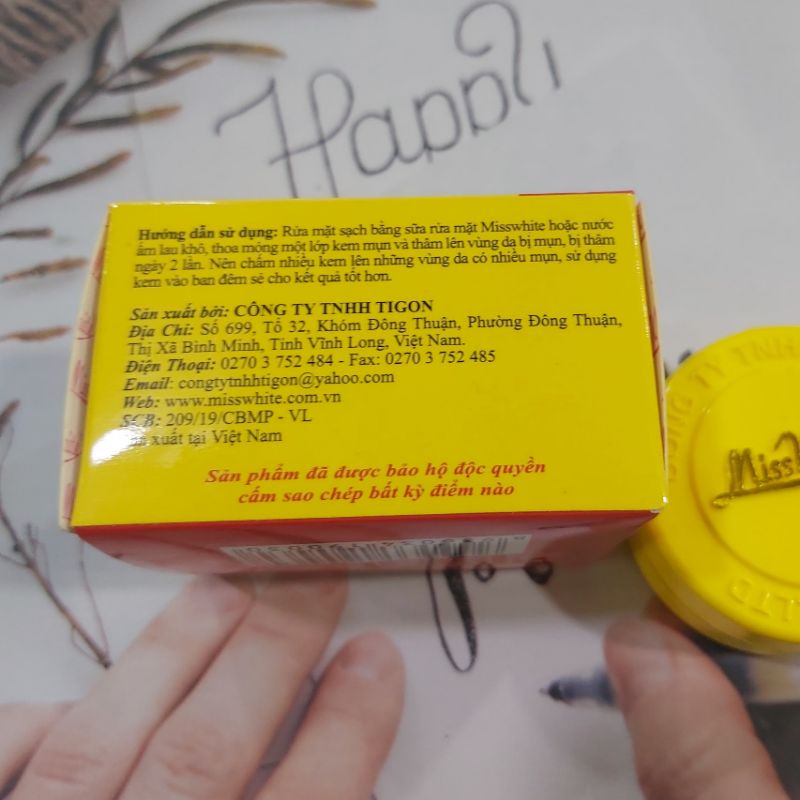 Happi
Hướng dẫn sử dụng: Rửa mặt sạch bằng sữa rửa mặt Misswhite hoặc nước
ấm lau khô, thoa mỏng một lớp kem mụn và thâm lên vùng da bị mụn, bị thâm
ngày 2 lần. Nên chấm nhiều kem lên những vùng da có nhiều mụn, sử dụng
kem vào ban đêm sẽ cho kết quả tốt hơn.
Sản xuất bởi: CÔNG TY TNHH TIGON
Địa Chỉ: Số 699, Tổ 32, Khóm Đông Thuận, Phường Đông Thuận,
Thị Xã Bình Minh, Tỉnh Vĩnh Long, Việt Nam.
Điện Thoại: 0270 3 752 484 - Fax: 0270 3 752 485
Email: congtytnhhtigon@yahoo.com
Web: www.misswhite.com.vn
SCB: 209/19/CBMP - VL
xuất tại Việt Nam
Sản phẩm đã được bảo hộ độc quyền
cấm sao chép bất kỳ điểm nào
TY TNHH
Miss
LTD